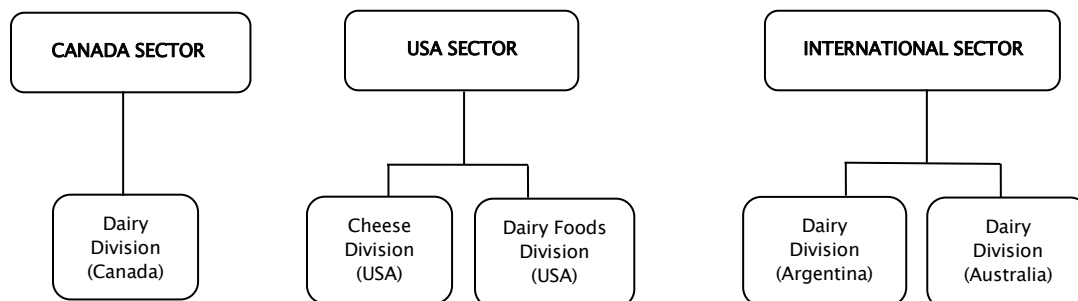 CANADA SECTOR
USA SECTOR
INTERNATIONAL SECTOR
Dairy
Division
(Canada)
Cheese
Division
(USA)
Dairy Foods
Division
(USA)
Dairy
Division
(Argentina)
Dairy
Division
(Australia)